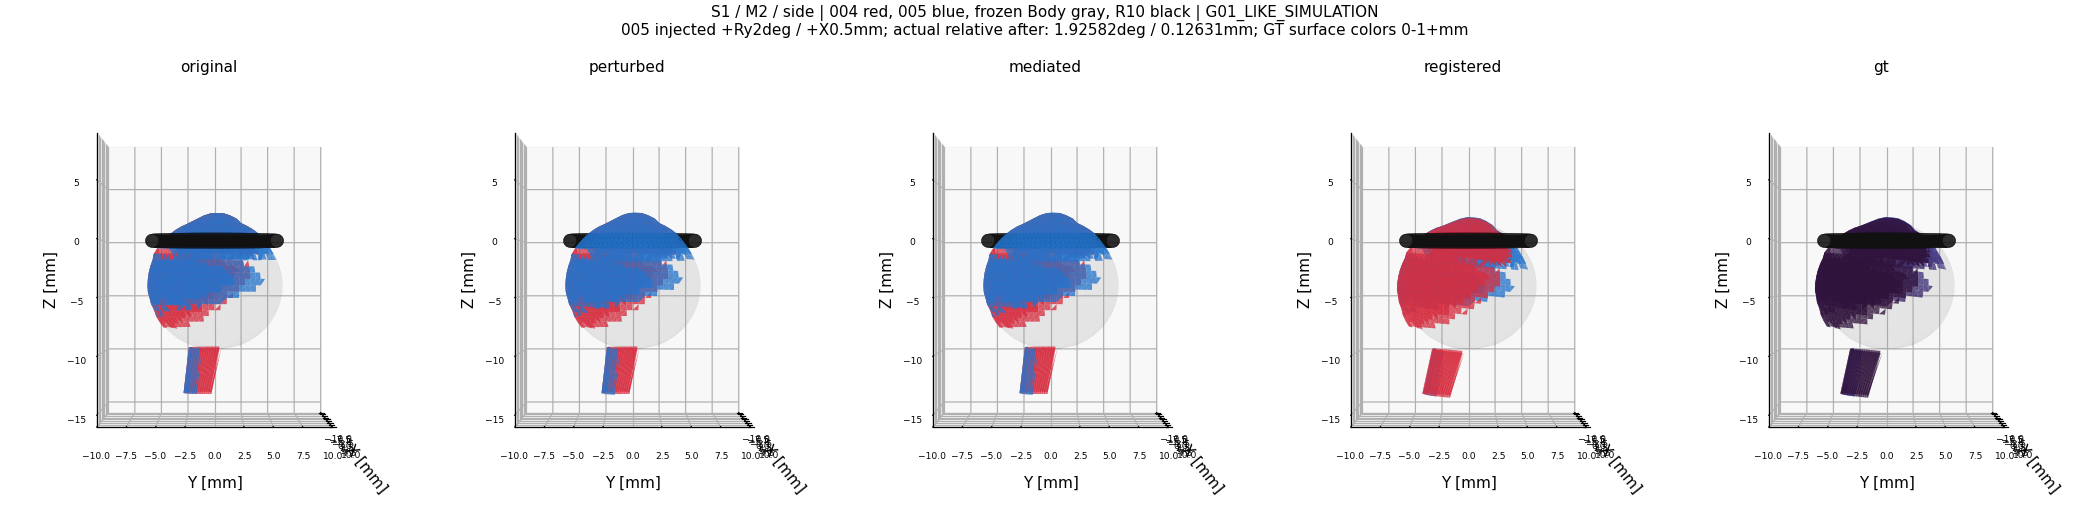 S1 / M2 / side | 004 red, 005 blue, frozen Body gray, R10 black | G01_LIKE_SIMULATION
005 injected +Ry2deg / +X0.5mm; actual relative after: 1.92582deg / 0.12631mm; GT surface colors 0-1+mm
original
perturbed
mediated
registered
gt
Z [mm]
5
0
−5
−10
−15
−10.0 −7.5 −5.0 −2.5 0.0 2.5 5.0 7.5 10.0
Y [mm]
[mm]
Z [mm]
5
0
−5
−10
−15
−10.0 −7.5 −5.0 −2.5 0.0 2.5 5.0 7.5 10.0
Y [mm]
[mm]
Z [mm]
5
0
−5
−10
−15
−10.0 −7.5 −5.0 −2.5 0.0 2.5 5.0 7.5 10.0
Y [mm]
[mm]
Z [mm]
5
0
−5
−10
−15
−10.0 −7.5 −5.0 −2.5 0.0 2.5 5.0 7.5 10.0
Y [mm]
[mm]
Z [mm]
5
0
−5
−10
−15
−10.0 −7.5 −5.0 −2.5 0.0 2.5 5.0 7.5 10.0
Y [mm]
[mm]